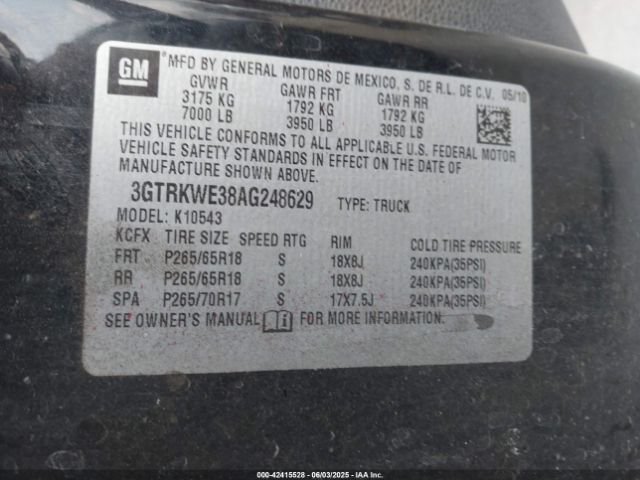 GM
®MFD BY GENERAL MOTORS DE MEXICO, S. DE R.L. DE C.V. 05/10
GVWR GAWR FRT GAWR RR
3175 KG 1792 KG 1792 KG
7000 LB 3950 LB 3950 LB
THIS VEHICLE CONFORMS TO ALL APPLICABLE U.S. FEDERAL MOTOR
VEHICLE SAFETY STANDARDS IN EFFECT ON THE DATE OF
MANUFACTURE SHOWN ABOVE.
3GTRKWE38AG248629 TYPE: TRUCK
MODEL: K10543
KCFX TIRE SIZE SPEED RTG RIM COLD TIRE PRESSURE
FRT P265/65R18 S 18X8J 240KPA(35PSI)
RR P265/65R18 S 18X8J 240KPA(35PSI)
SPA P265/70R17 S 17X7.5J 240KPA(35PSI)
SEE OWNER'S MANUAL FOR MORE INFORMATION.
000-42415528 - 06/03/2025 - IAA Inc.